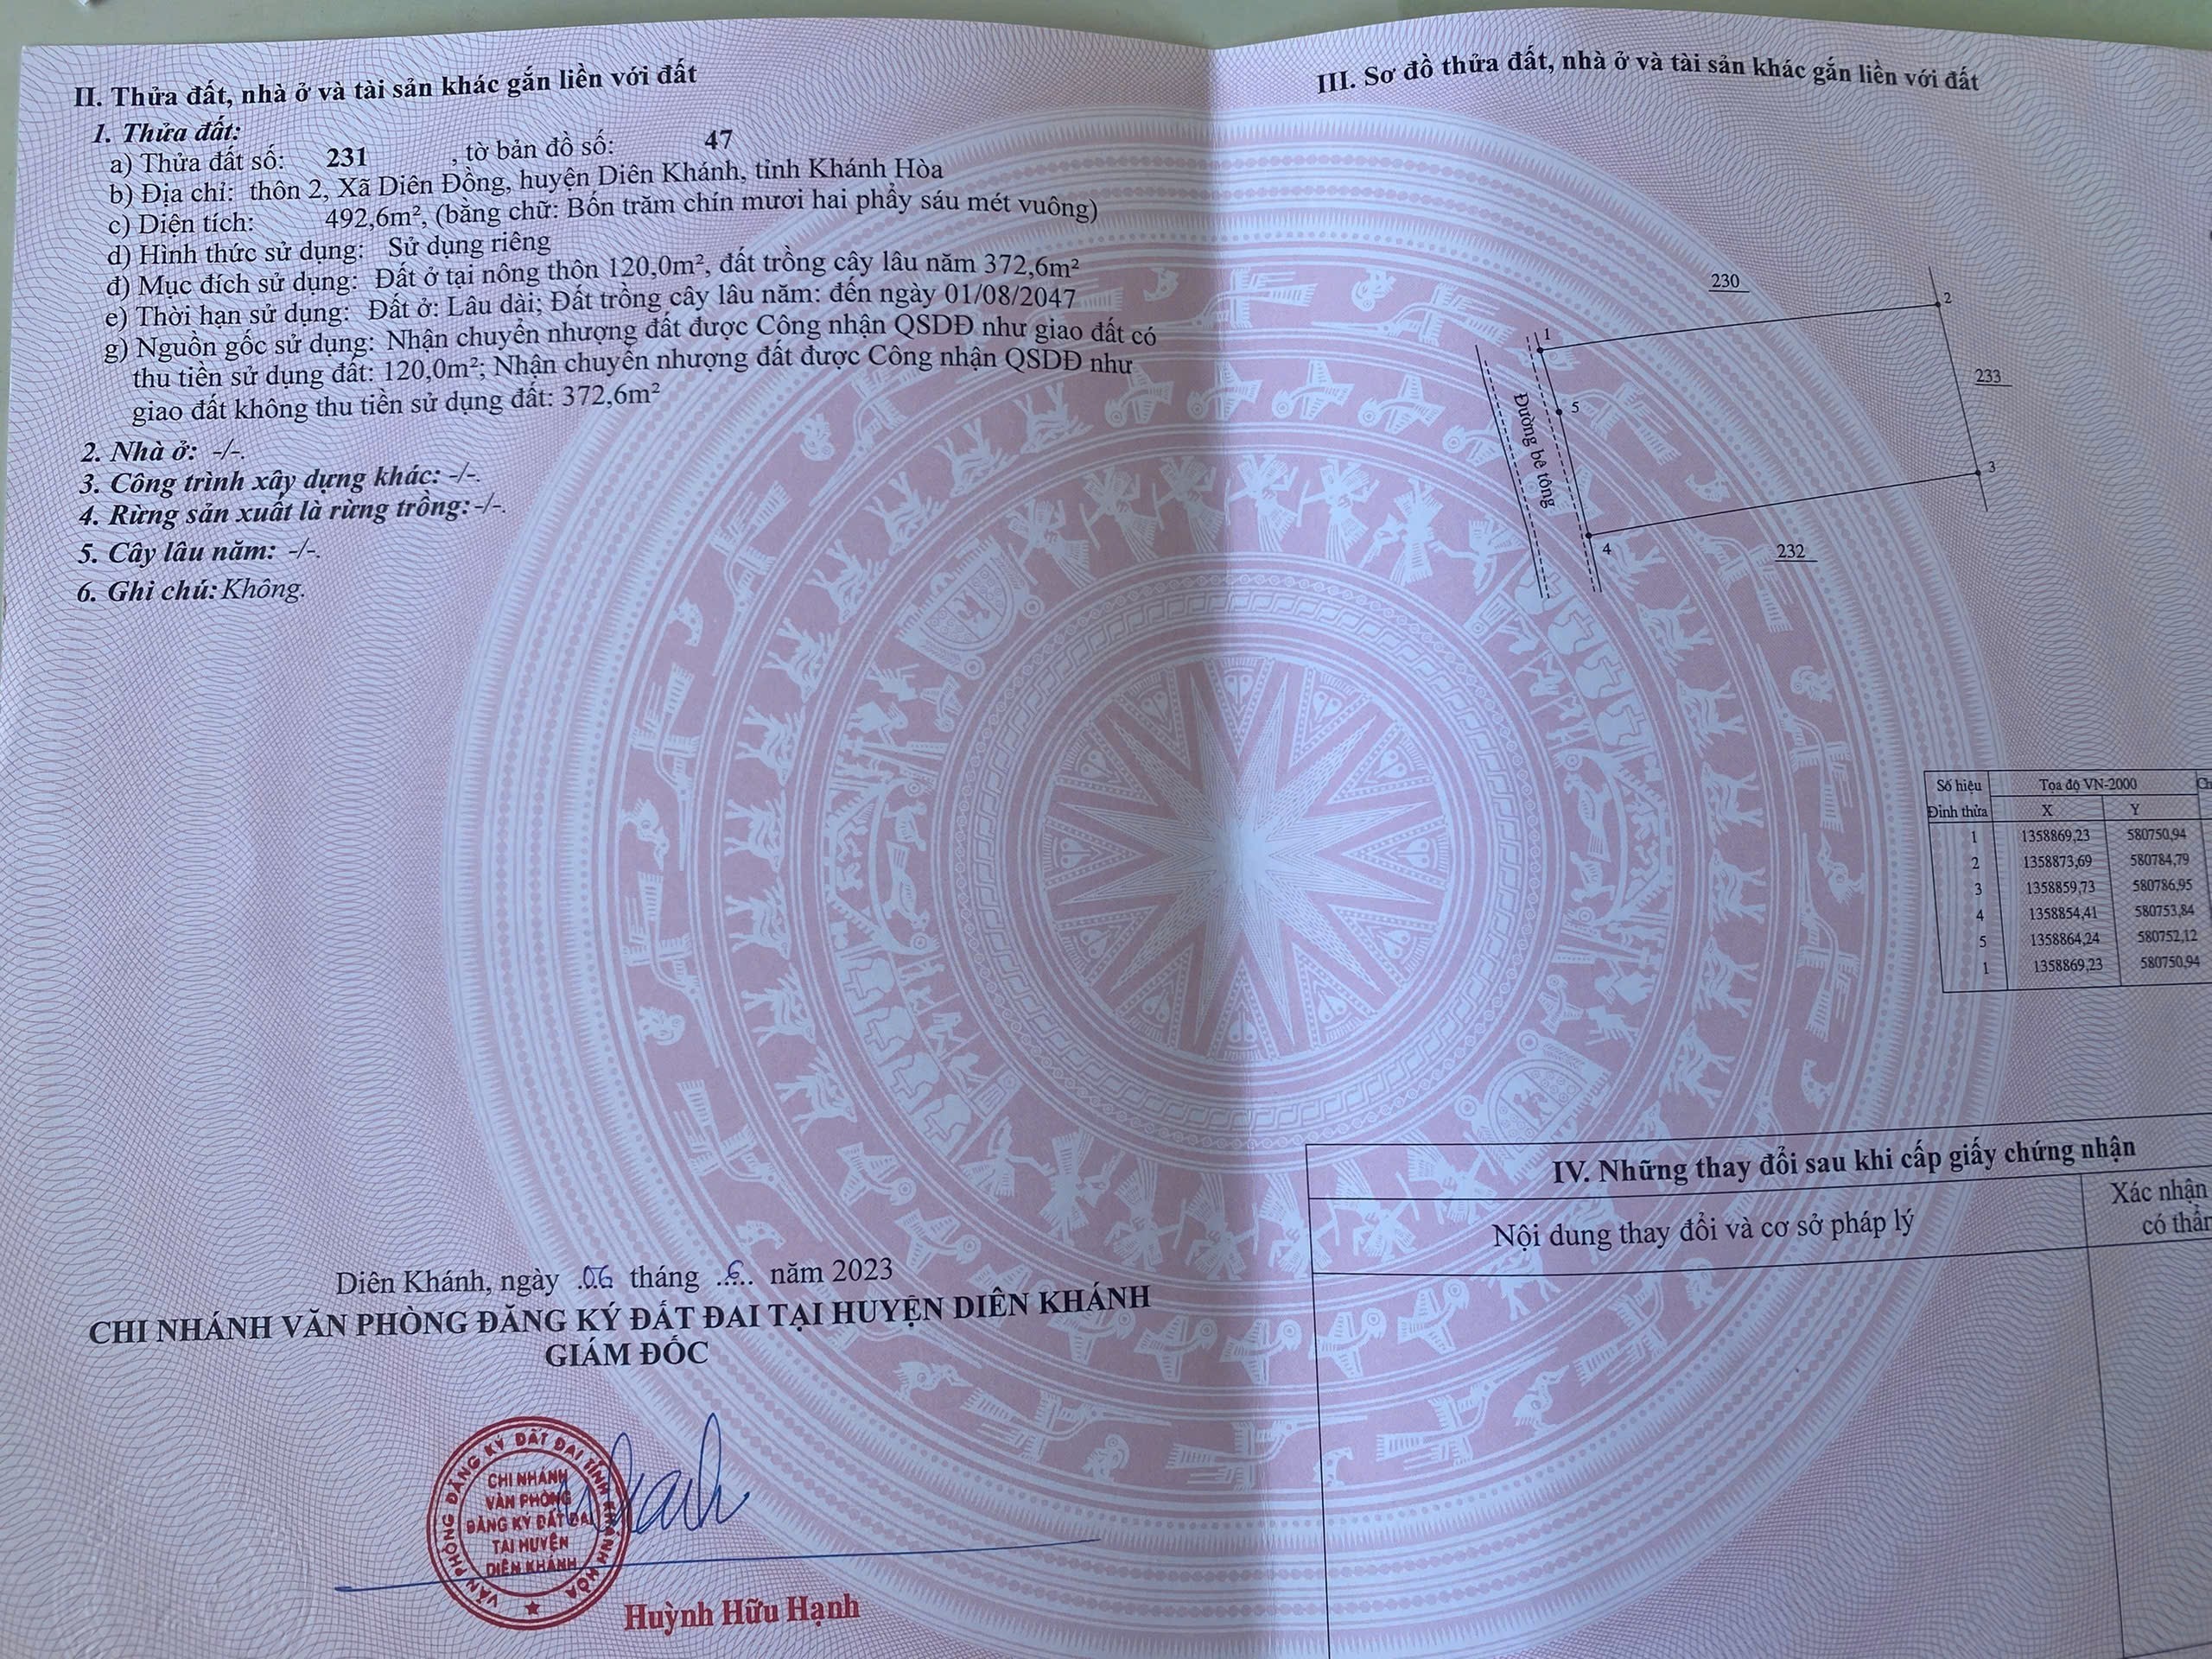 II. Thửa đất, nhà ở và tài sản khác gắn liền với đất
1. Thửa đất:
a) Thửa đất số: 231 , tờ bản đồ số: 47
b) Địa chỉ: thôn 2, Xã Diên Đồng, huyện Diên Khánh, tỉnh Khánh Hòa
c) Diện tích: 492,6m², (bằng chữ: Bốn trăm chín mươi hai phẩy sáu mét vuông)
d) Hình thức sử dụng: Sử dụng riêng
đ) Mục đích sử dụng: Đất ở tại nông thôn 120,0m², đất trồng cây lâu năm 372,6m²
e) Thời hạn sử dụng: Đất ở: Lâu dài; Đất trồng cây lâu năm: đến ngày 01/08/2047
g) Nguồn gốc sử dụng: Nhận chuyển nhượng đất được Công nhận QSDĐ như giao đất có
thu tiền sử dụng đất: 120,0m²; Nhận chuyển nhượng đất được Công nhận QSDĐ như
giao đất không thu tiền sử dụng đất: 372,6m²
2. Nhà ở: -/-.
3. Công trình xây dựng khác: -/-.
4. Rừng sản xuất là rừng trồng: -/-.
5. Cây lâu năm: -/-.
6. Ghi chú: Không.
Diên Khánh, ngày .06 tháng .6... năm 2023
CHI NHÁNH VĂN PHÒNG ĐĂNG KÝ ĐẤT ĐAI TẠI HUYỆN DIÊN KHÁNH
GIÁM ĐỐC
VĂN PHÒNG ĐĂNG KÝ ĐẤT ĐAI TỈNH KHÁNH HÒA
CHI NHÁNH
VĂN PHÒNG
ĐĂNG KÝ ĐẤT ĐAI
TẠI HUYỆN
DIÊN KHÁNH
Huỳnh Hữu Hạnh
III. Sơ đồ thửa đất, nhà ở và tài sản khác gắn liền với đất
230
2
1
233
5
Đường bê tông
3
4
232
Số hiệu Tọa độ VN-2000
Đỉnh thửa X Y
1 1358869,23 580750,94
2 1358873,69 580784,79
3 1358859,73 580786,95
4 1358854,41 580753,84
5 1358864,24 580752,12
1 1358869,23 580750,94
IV. Những thay đổi sau khi cấp giấy chứng nhận
Nội dung thay đổi và cơ sở pháp lý
Xác nhận
có